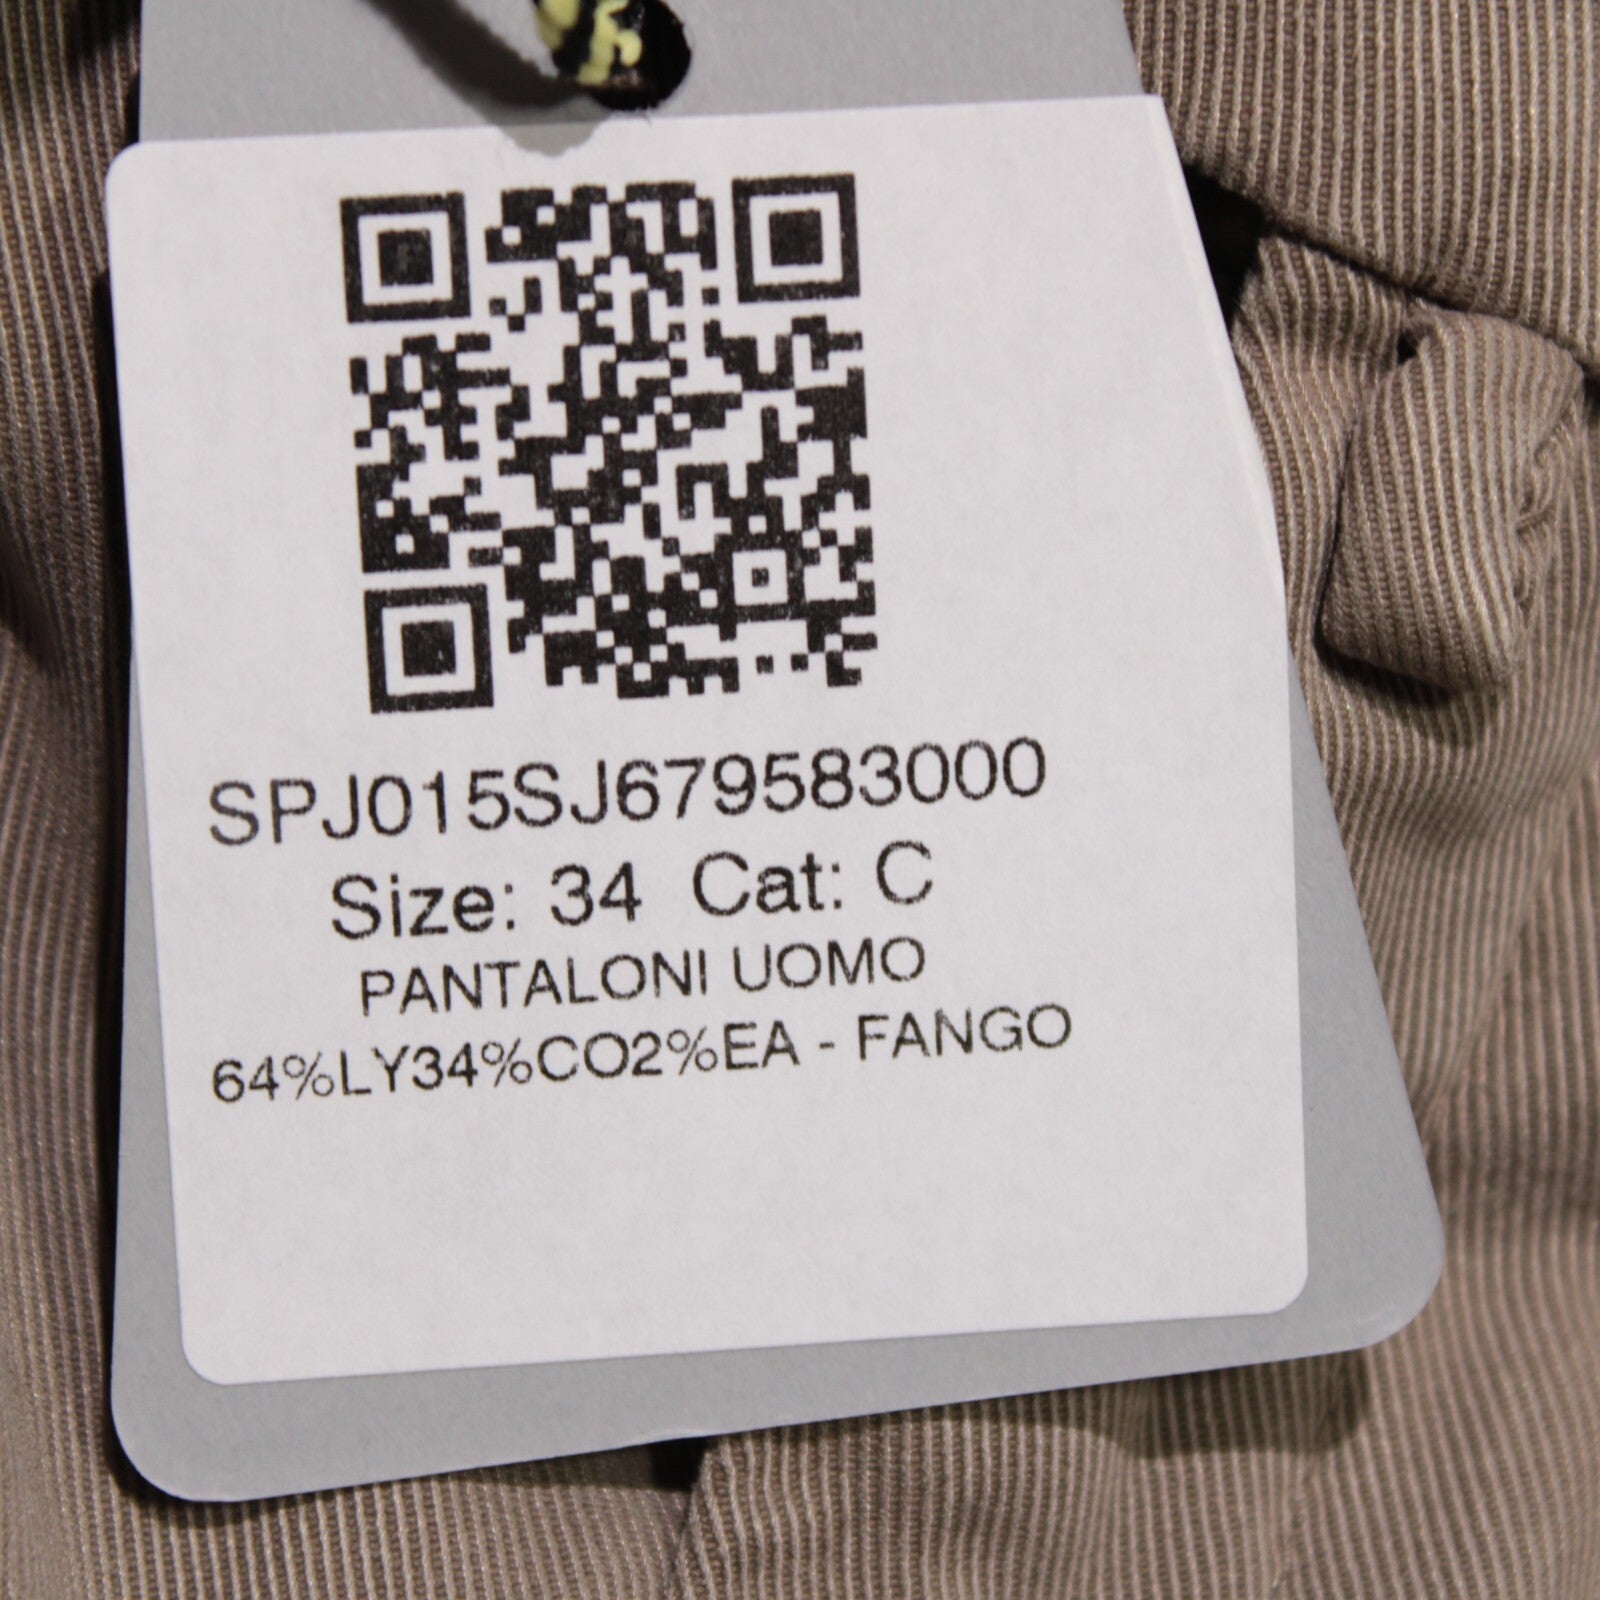 SPJ015SJ679583000
Size: 34 Cat: C
PANTALONI UOMO
64%LY34%CO2%EA - FANGO